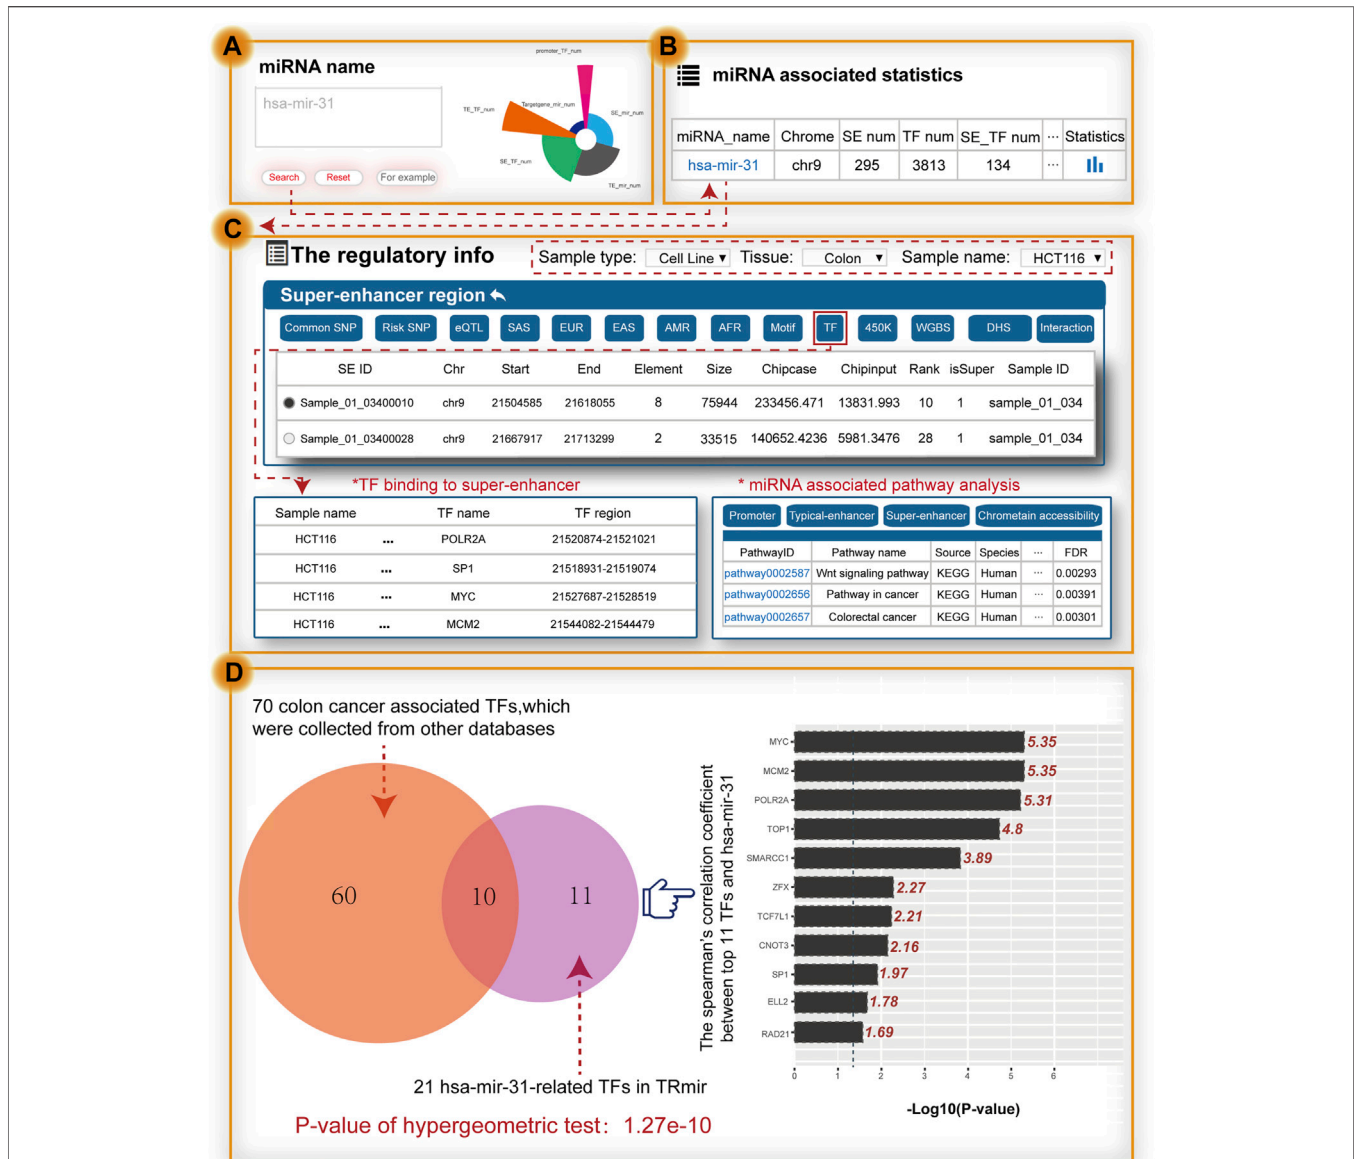 A
miRNA name
hsa-mir-31
Search Reset For example
promoter_TF_num
TE_TF_num
Targetgene_mir_num
SE_mir_num
SE_TF_num
TE_mir_num
B
miRNA associated statistics
miRNA_name Chrome SE num TF num SE_TF num ... Statistics
hsa-mir-31 chr9 295 3813 134 ...
C
The regulatory info
Sample type: Cell Line ▼ Tissue: Colon ▼ Sample name: HCT116 ▼
Super-enhancer region
Common SNP Risk SNP eQTL SAS EUR EAS AMR AFR Motif TF 450K WGBS DHS Interaction
SE ID Chr Start End Element Size Chipcase Chipinput Rank isSuper Sample ID
Sample_01_03400010 chr9 21504585 21618055 8 75944 233456.471 13831.993 10 1 sample_01_034
Sample_01_03400028 chr9 21667917 21713299 2 33515 140652.4236 5981.3476 28 1 sample_01_034
*TF binding to super-enhancer
Sample name TF name TF region
HCT116 ... POLR2A 21520874-21521021
HCT116 ... SP1 21518931-21519074
HCT116 ... MYC 21527687-21528519
HCT116 ... MCM2 21544082-21544479
* miRNA associated pathway analysis
Promoter Typical-enhancer Super-enhancer Chrometain accessibility
PathwayID Pathway name Source Species ... FDR
pathway0002587 Wnt signaling pathway KEGG Human ... 0.00293
pathway0002656 Pathway in cancer KEGG Human ... 0.00391
pathway0002657 Colorectal cancer KEGG Human ... 0.00301
D
70 colon cancer associated TFs,which
were collected from other databases
60 10 11
21 hsa-mir-31-related TFs in TRmir
P-value of hypergeometric test: 1.27e-10
The spearman's correlation coefficient
between top 11 TFs and hsa-mir-31
MYC 5.35
MCM2 5.35
POLR2A 5.31
TOP1 4.8
SMARCC1 3.89
ZFX 2.27
TCF7L1 2.21
CNOT3 2.16
SP1 1.97
ELL2 1.78
RAD21 1.69
0 1 2 3 4 5 6
-Log10(P-value)